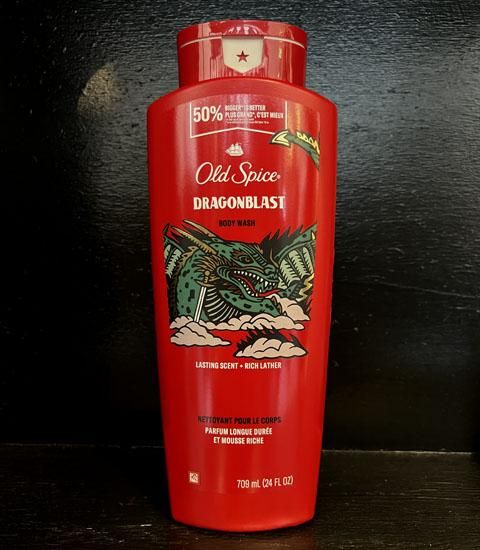 50%
BIGGER* IS BETTER
PLUS GRAND*, C'EST MIEUX
Old Spice®
DRAGONBLAST
BODY WASH
LASTING SCENT + RICH LATHER
NETTOYANT POUR LE CORPS
PARFUM LONGUE DURÉE
ET MOUSSE RICHE
709 mL (24 FL OZ)